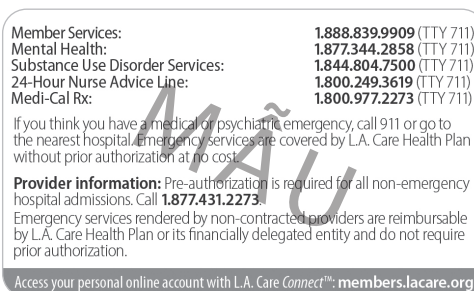 Member Services: 1.888.839.9909 (TTY 711)
Mental Health: 1.877.344.2858 (TTY 711)
Substance Use Disorder Services: 1.844.804.7500 (TTY 711)
24-Hour Nurse Advice Line: 1.800.249.3619 (TTY 711)
Medi-Cal Rx: 1.800.977.2273 (TTY 711)
If you think you have a medical or psychiatric emergency, call 911 or go to
the nearest hospital. Emergency services are covered by L.A. Care Health Plan
without prior authorization at no cost.
Provider information: Pre-authorization is required for all non-emergency
hospital admissions. Call 1.877.431.2273
Emergency services rendered by non-contracted providers are reimbursable
by L.A. Care Health Plan or its financially delegated entity and do not require
prior authorization.
Access your personal online account with L.A. Care Connect™: members.lacare.org
MẪU